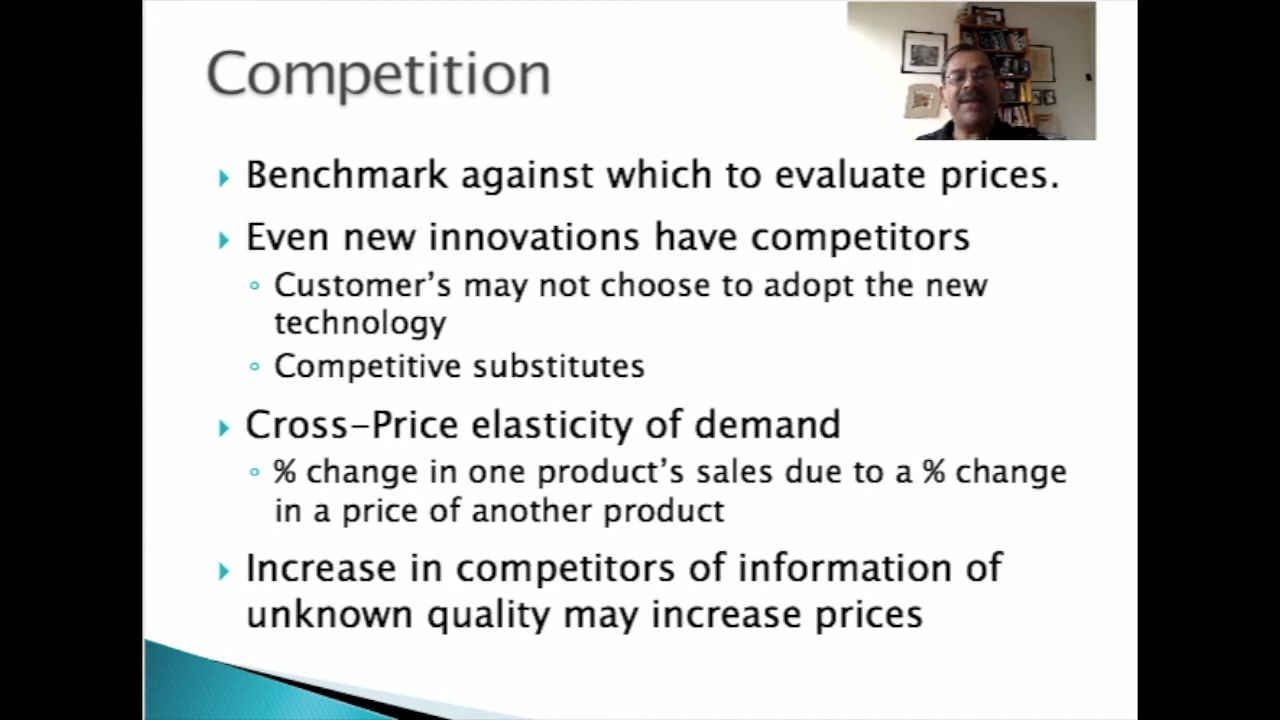 Competition
Benchmark against which to evaluate prices.
Even new innovations have competitors
Customer's may not choose to adopt the new
technology
Competitive substitutes
Cross-Price elasticity of demand
% change in one product's sales due to a % change
in a price of another product
Increase in competitors of information of
unknown quality may increase prices